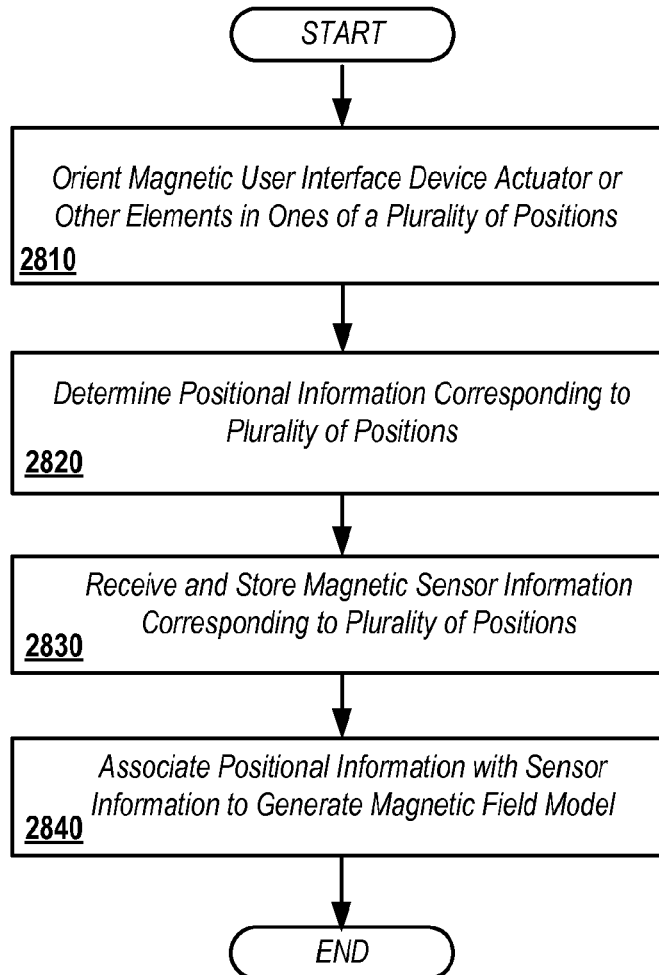 START
Orient Magnetic User Interface Device Actuator or
Other Elements in Ones of a Plurality of Positions
2810
Determine Positional Information Corresponding to
Plurality of Positions
2820
Receive and Store Magnetic Sensor Information
Corresponding to Plurality of Positions
2830
Associate Positional Information with Sensor
Information to Generate Magnetic Field Model
2840
END